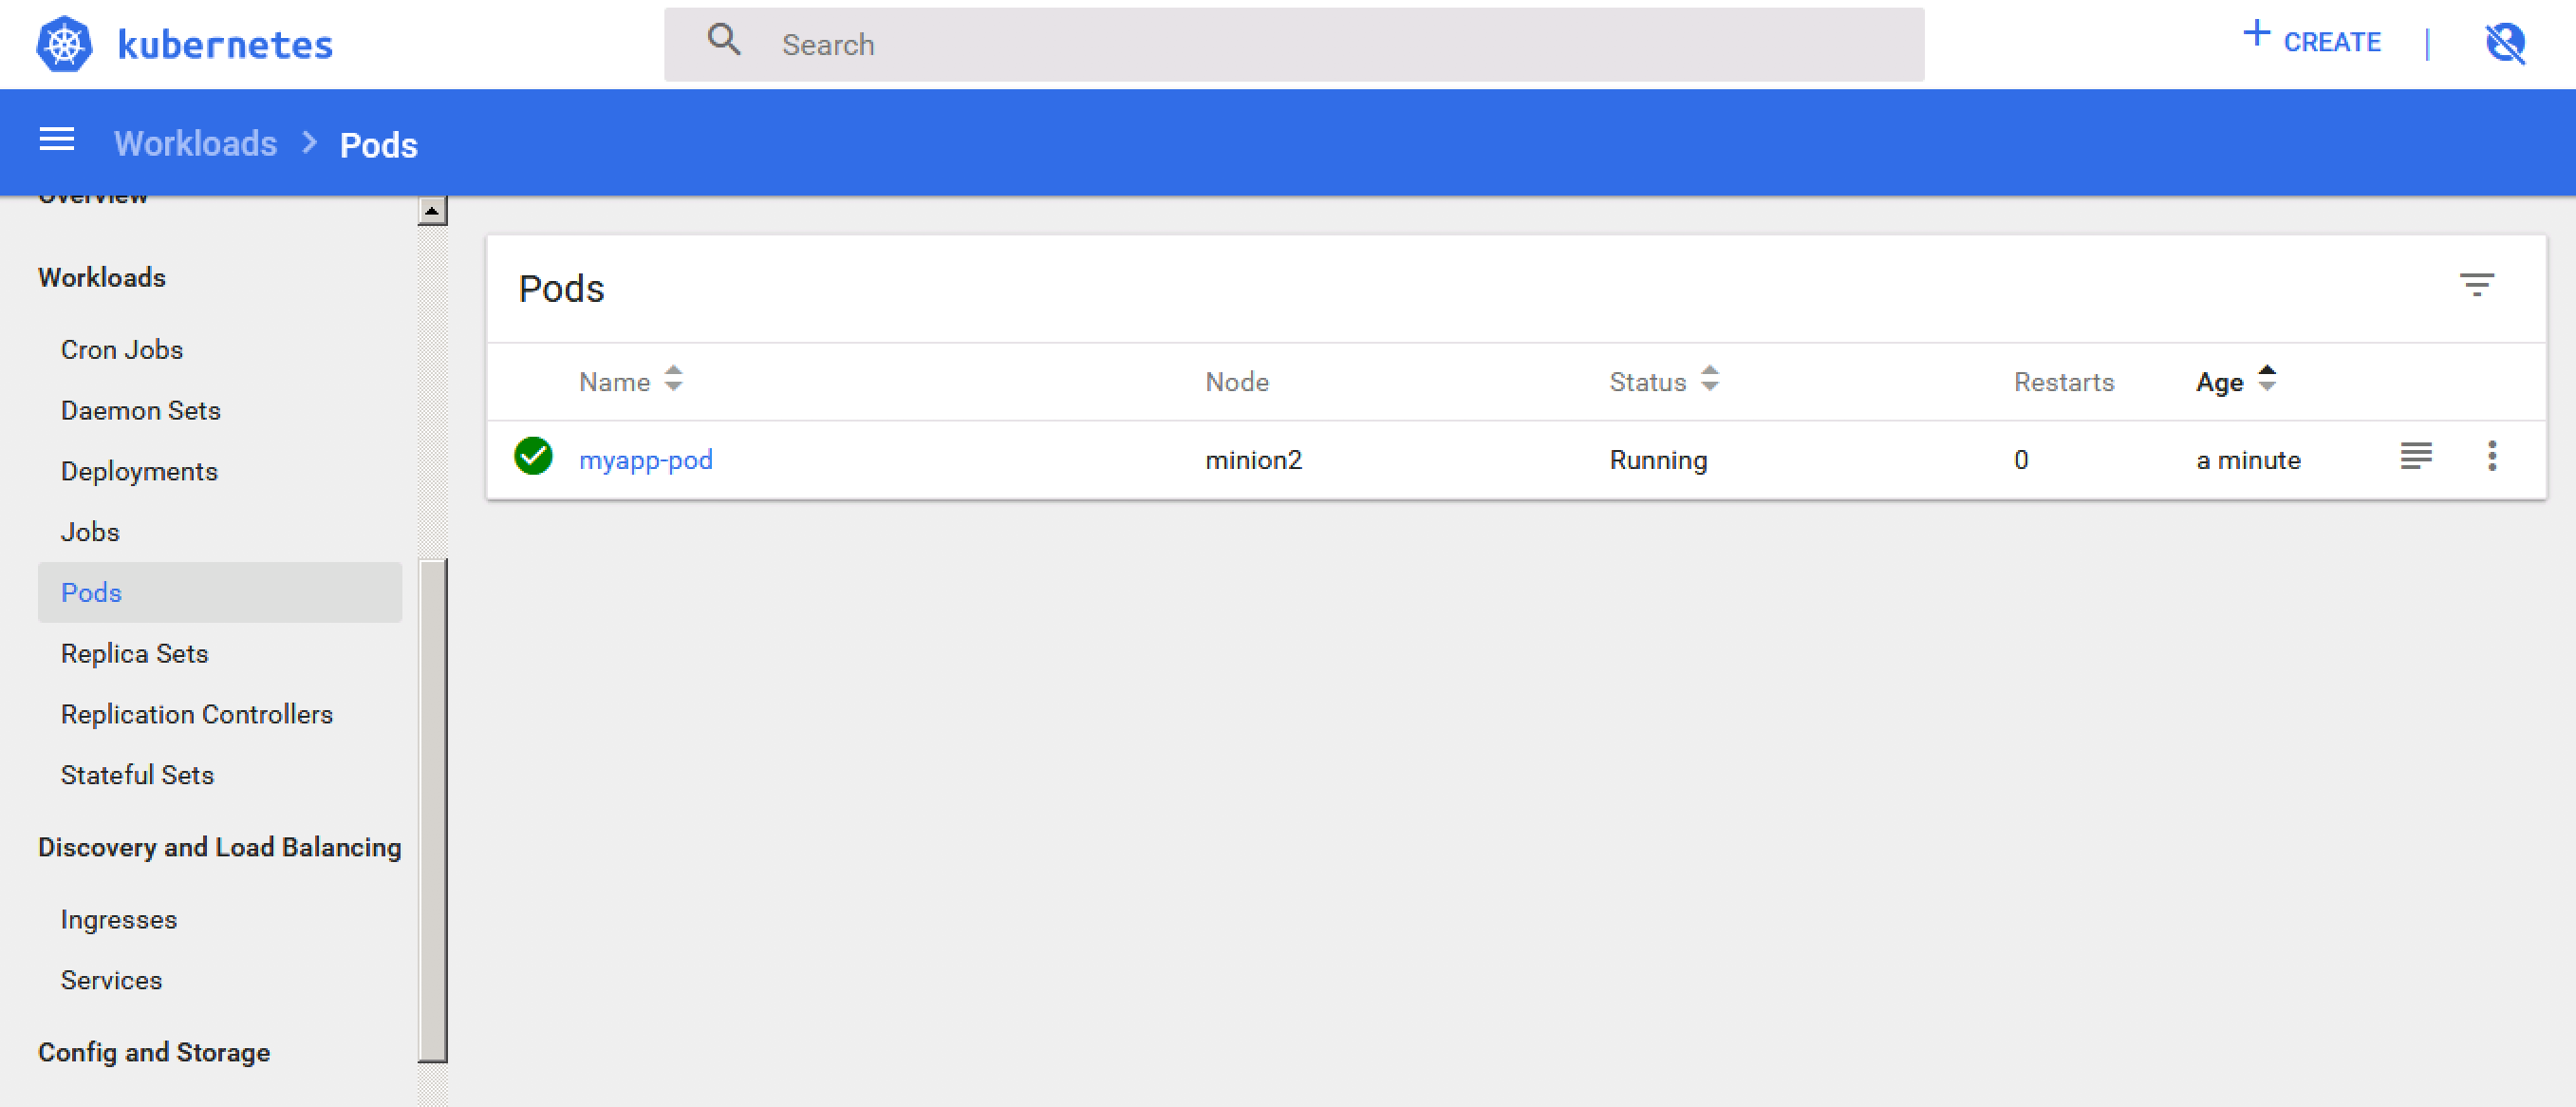 kubernetes
Search
CREATE
Workloads > Pods
Overview
Workloads
Cron Jobs
Daemon Sets
Deployments
Jobs
Pods
Replica Sets
Replication Controllers
Stateful Sets
Discovery and Load Balancing
Ingresses
Services
Config and Storage
Pods
Name Node Status Restarts Age
myapp-pod minion2 Running 0 a minute